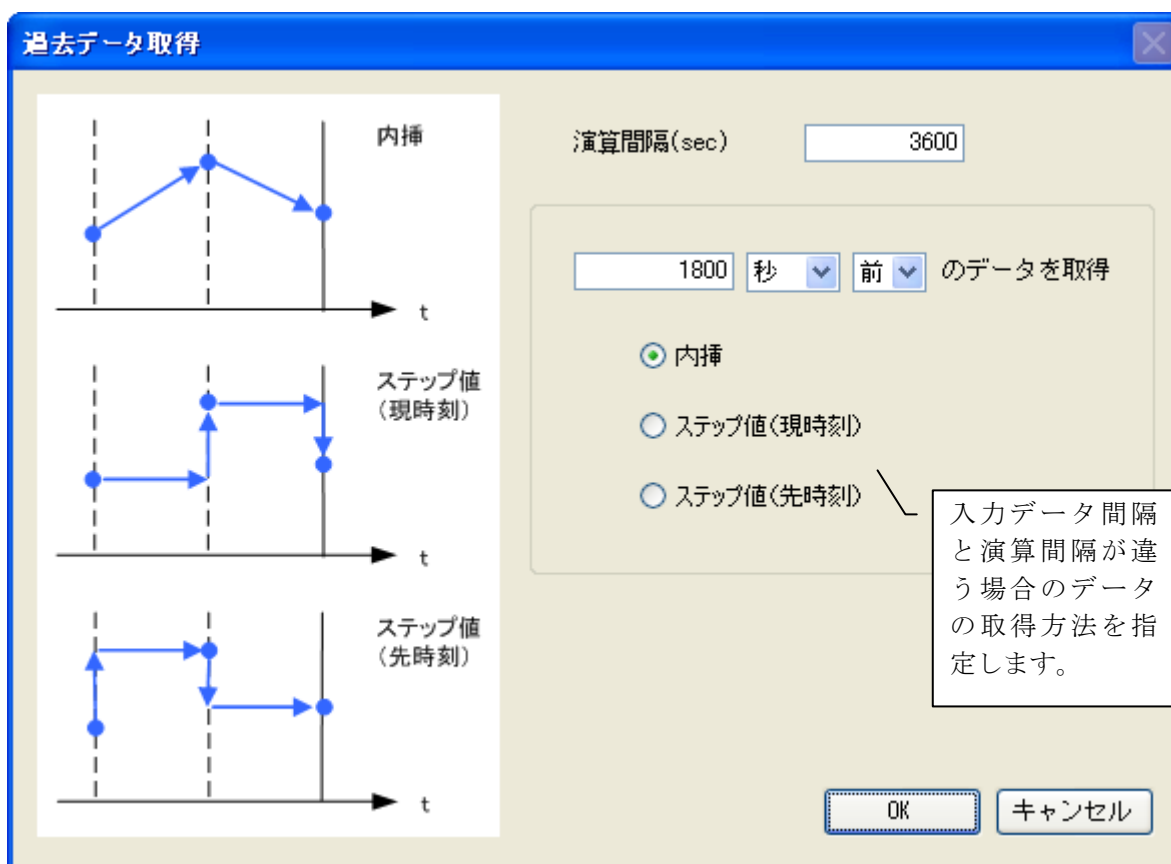 過去データ取得
内挿
t
ステップ値
（現時刻）
t
ステップ値
（先時刻）
t
演算間隔(sec) 3600
1800 秒 前 のデータを取得
内挿
ステップ値(現時刻)
ステップ値(先時刻)
入力データ間隔
と演算間隔が違
う場合のデータ
の取得方法を指
定します。
OK キャンセル